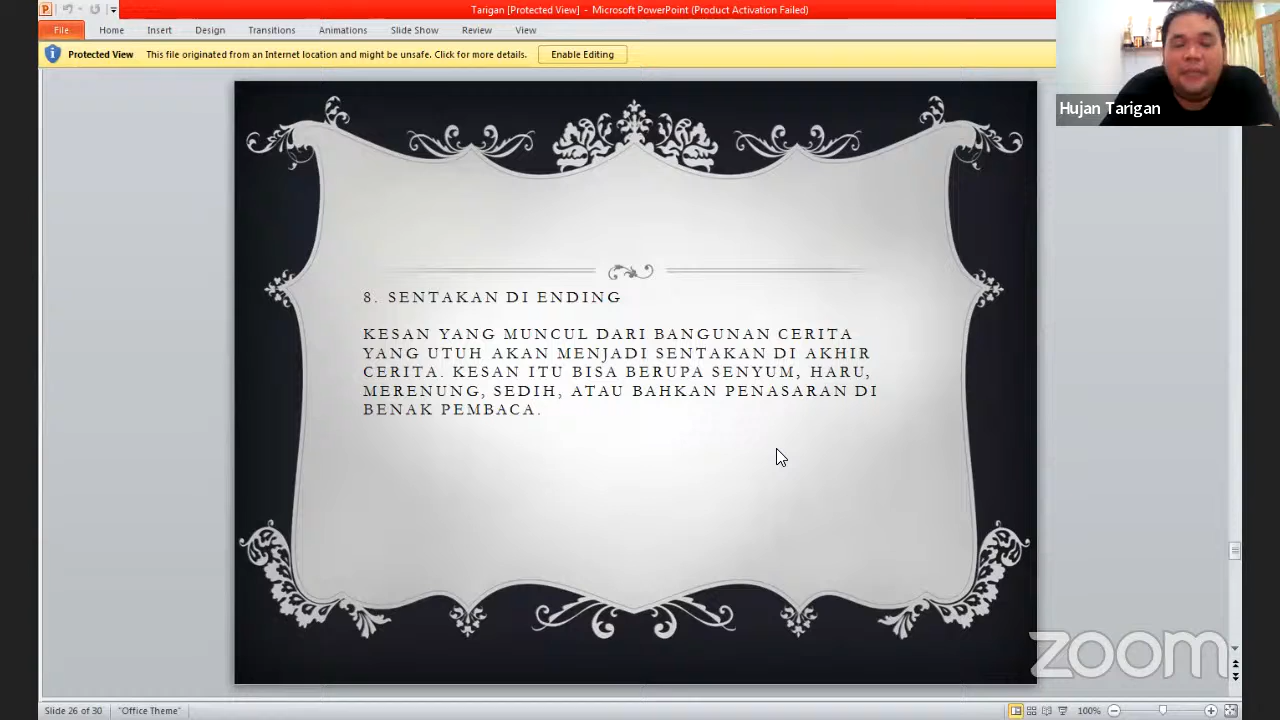 Tarigan [Protected View] - Microsoft PowerPoint (Product Activation Failed)
File Home Insert Design Transitions Animations Slide Show Review View
Protected View This file originated from an Internet location and might be unsafe. Click for more details. Enable Editing
Hujan Tarigan
8. SENTAKAN DI ENDING
KESAN YANG MUNCUL DARI BANGUNAN CERITA
YANG UTUH AKAN MENJADI SENTAKAN DI AKHIR
CERITA. KESAN ITU BISA BERUPA SENYUM, HARU,
MERENUNG, SEDIH, ATAU BAHKAN PENASARAN DI
BENAK PEMBACA.
zoom
Slide 26 of 30 "Office Theme" 100%